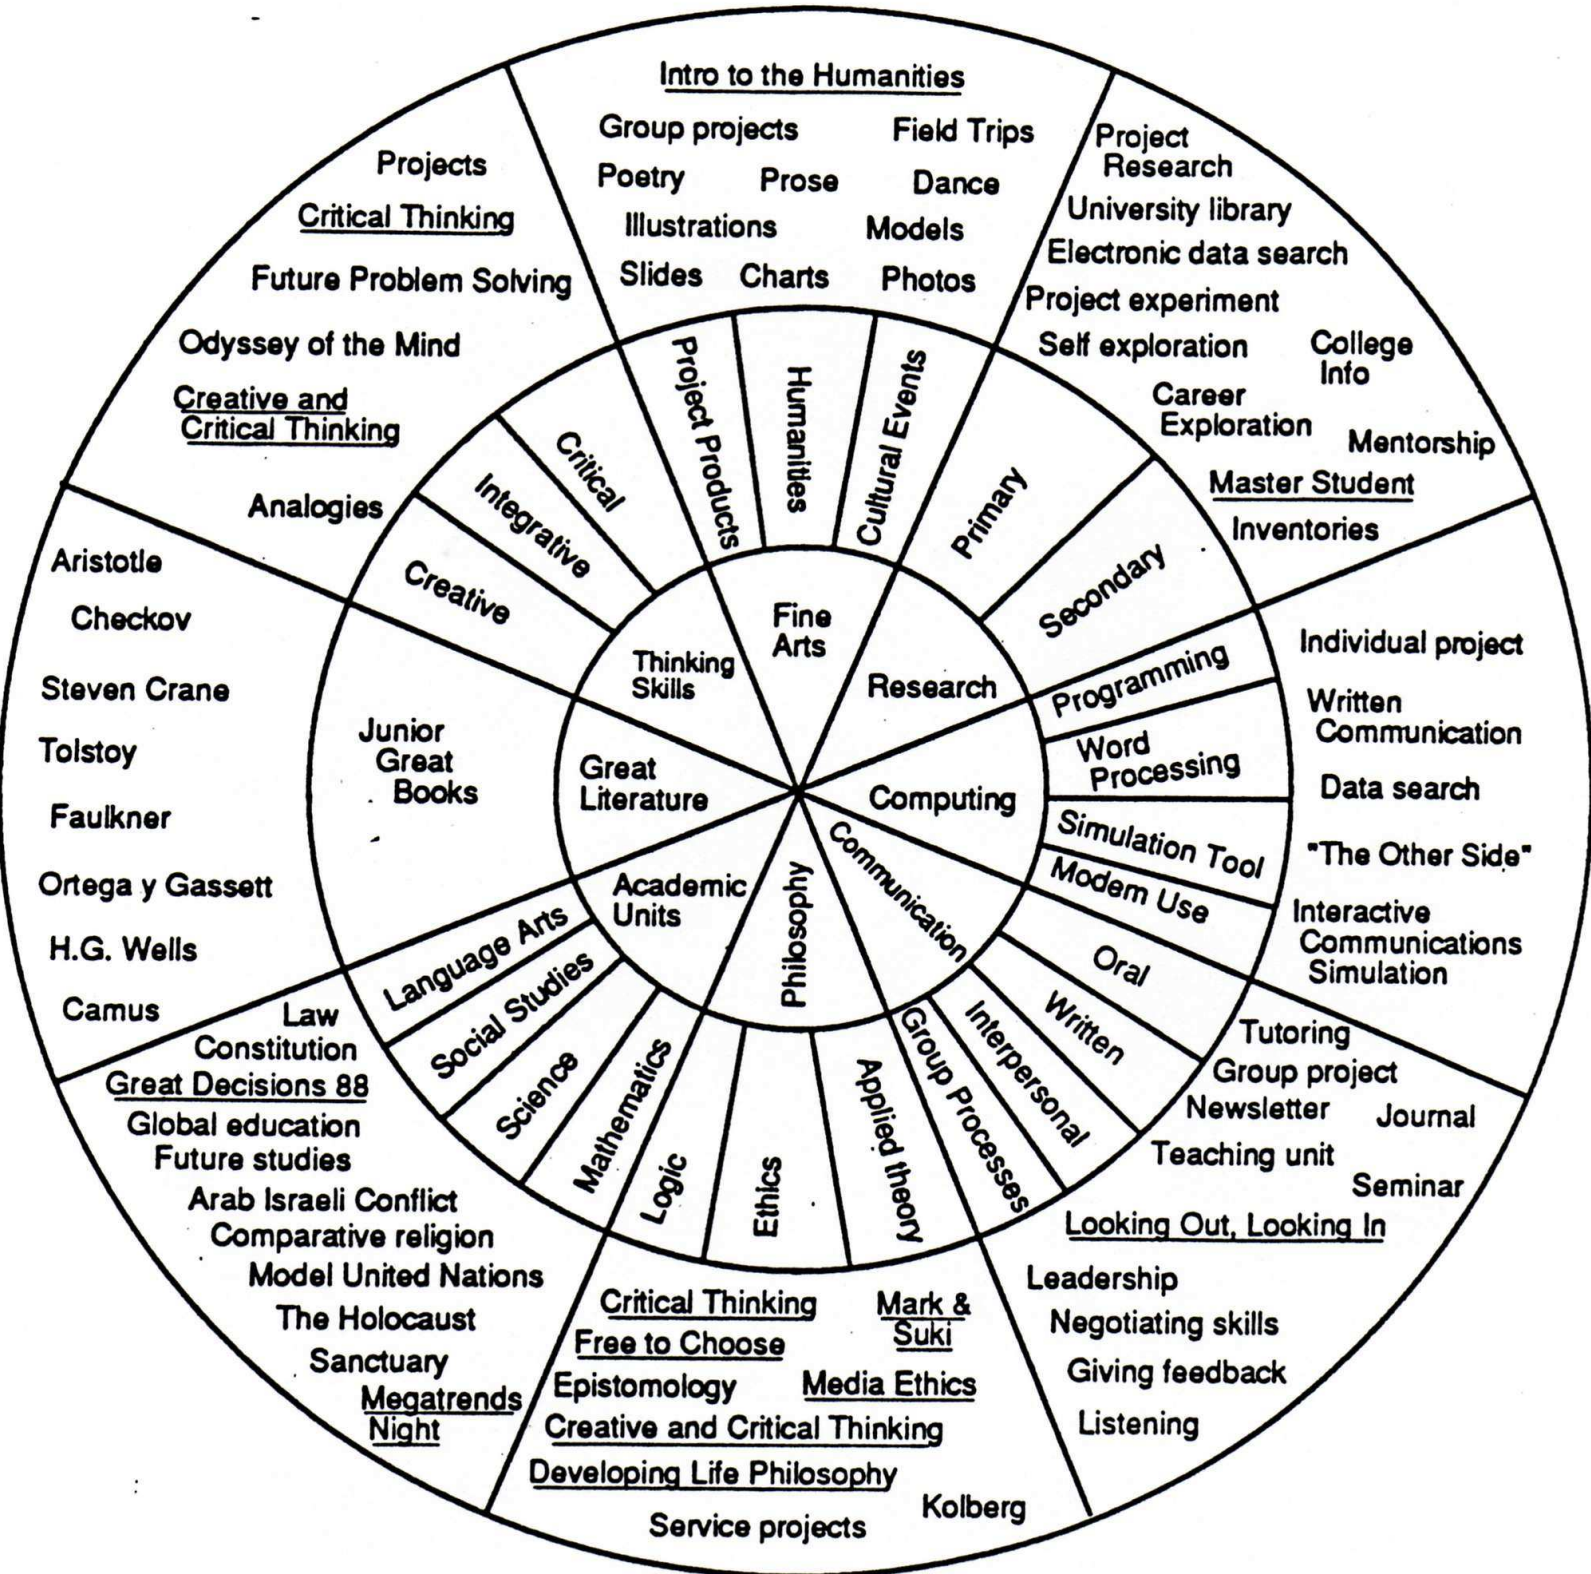 Intro to the Humanities
Group projects
Field Trips
Poetry
Prose
Dance
Illustrations
Models
Slides
Charts
Photos
Project Products
Humanities
Cultural Events
Fine
Arts
Project
Research
University library
Electronic data search
Project experiment
Self exploration
College
Info
Career
Exploration
Mentorship
Master Student
Inventories
Primary
Secondary
Research
Individual project
Written
Communication
Data search
"The Other Side"
Interactive
Communications
Simulation
Programming
Word
Processing
Simulation Tool
Modem Use
Computing
Tutoring
Group project
Newsletter
Journal
Teaching unit
Seminar
Looking Out, Looking In
Leadership
Negotiating skills
Giving feedback
Listening
Oral
Written
Interpersonal
Group Processes
Communication
Critical Thinking
Mark &
Suki
Free to Choose
Epistomology
Media Ethics
Creative and Critical Thinking
Developing Life Philosophy
Kolberg
Service projects
Logic
Ethics
Applied theory
Philosophy
Law
Constitution
Great Decisions 88
Global education
Future studies
Arab Israeli Conflict
Comparative religion
Model United Nations
The Holocaust
Sanctuary
Megatrends
Night
Language Arts
Social Studies
Science
Mathematics
Academic
Units
Aristotle
Checkov
Steven Crane
Tolstoy
Faulkner
Ortega y Gassett
H.G. Wells
Camus
Junior
Great
Books
Great
Literature
Projects
Critical Thinking
Future Problem Solving
Odyssey of the Mind
Creative and
Critical Thinking
Analogies
Critical
Integrative
Creative
Thinking
Skills